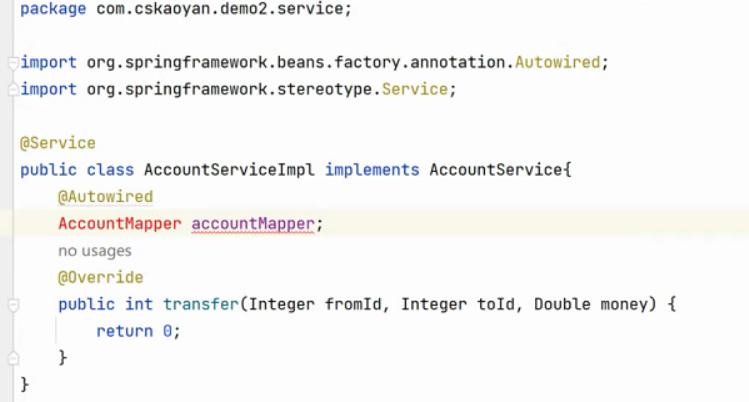 package com.cskaoyan.demo2.service;
import org.springframework.beans.factory.annotation.Autowired;
import org.springframework.stereotype.Service;
@Service
public class AccountServiceImpl implements AccountService{
@Autowired
AccountMapper accountMapper;
no usages
@Override
public int transfer(Integer fromId, Integer toId, Double money) {
return 0;
}
}